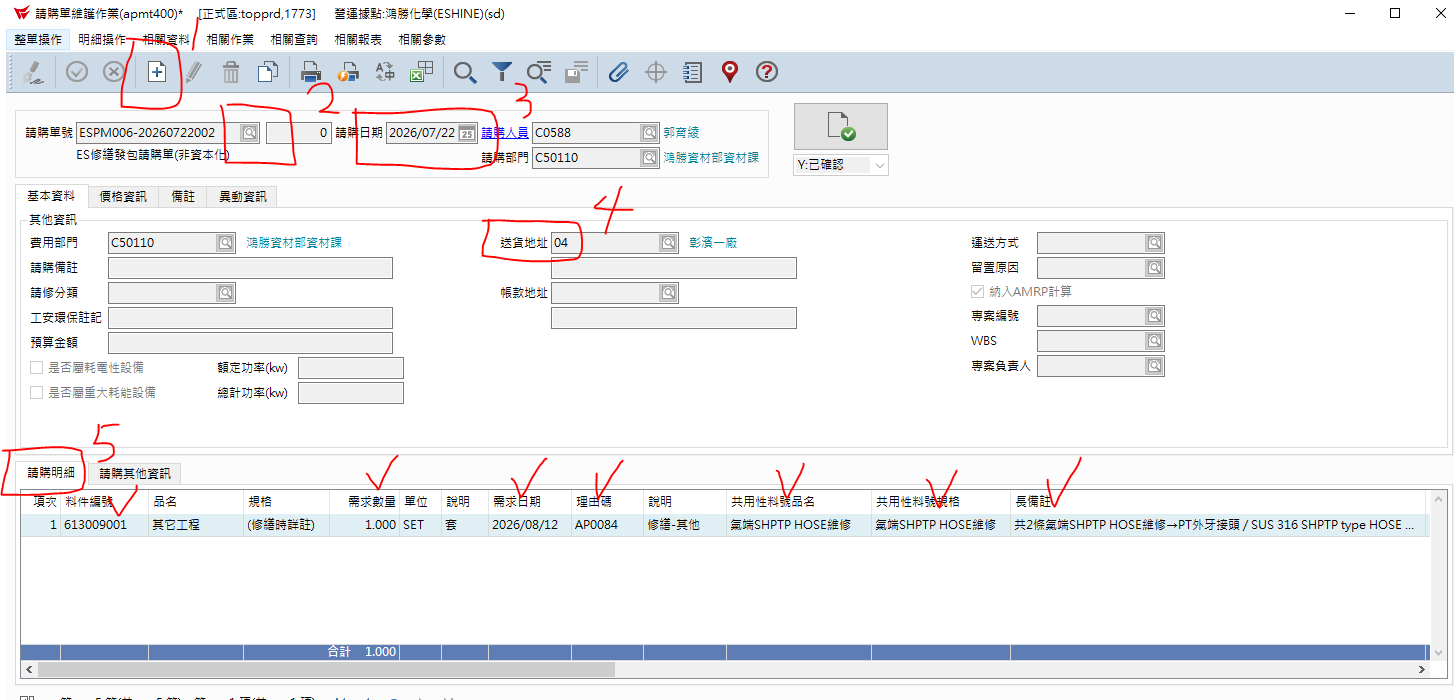 請購單維護作業(apmt400)* [正式區:topprd,1773] 營運據點:鴻勝化學(ESHINE)(sd)
整單操作 明細操作 相關資料 相關作業 相關查詢 相關報表 相關參數
1
2
3
請購單號 ESPM006-20260722002 0 請購日期 2026/07/22 25 請購人員 C0588 郭育綾
ES修繕發包請購單(非資本化) 請購部門 C50110 鴻勝資材部資材課
Y:已確認
基本資料 價格資訊 備註 異動資訊
4
其他資訊
費用部門 C50110 鴻勝資材部資材課 送貨地址 04 彰濱一廠 運送方式
請購備註 留置原因
請修分類 帳款地址 納入AMRP計算
工安環保註記 專案編號
預算金額 WBS
是否屬耗電性設備 額定功率(kw) 專案負責人
是否屬重大耗能設備 總計功率(kw)
5
請購明細 請購其他資訊
項次 料件編號 品名 規格 需求數量 單位 說明 需求日期 理由碼 說明 共用性料號品名 共用性料號規格 長備註
1 613009001 其它工程 (修繕時詳註) 1.000 SET 套 2026/08/12 AP0084 修繕-其他 氟端SHPTP HOSE維修 氟端SHPTP HOSE維修 共2條氟端SHPTP HOSE維修→PT外牙接頭 / SUS 316 SHPTP type HOSE ...
合計 1.000